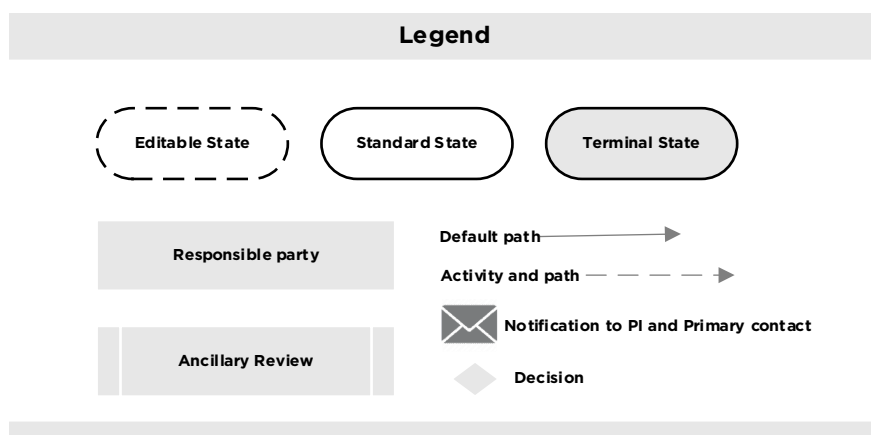 Legend
Editable State
Standard State
Terminal State
Responsible party
Default path
Activity and path
Notification to PI and Primary contact
Ancillary Review
Decision